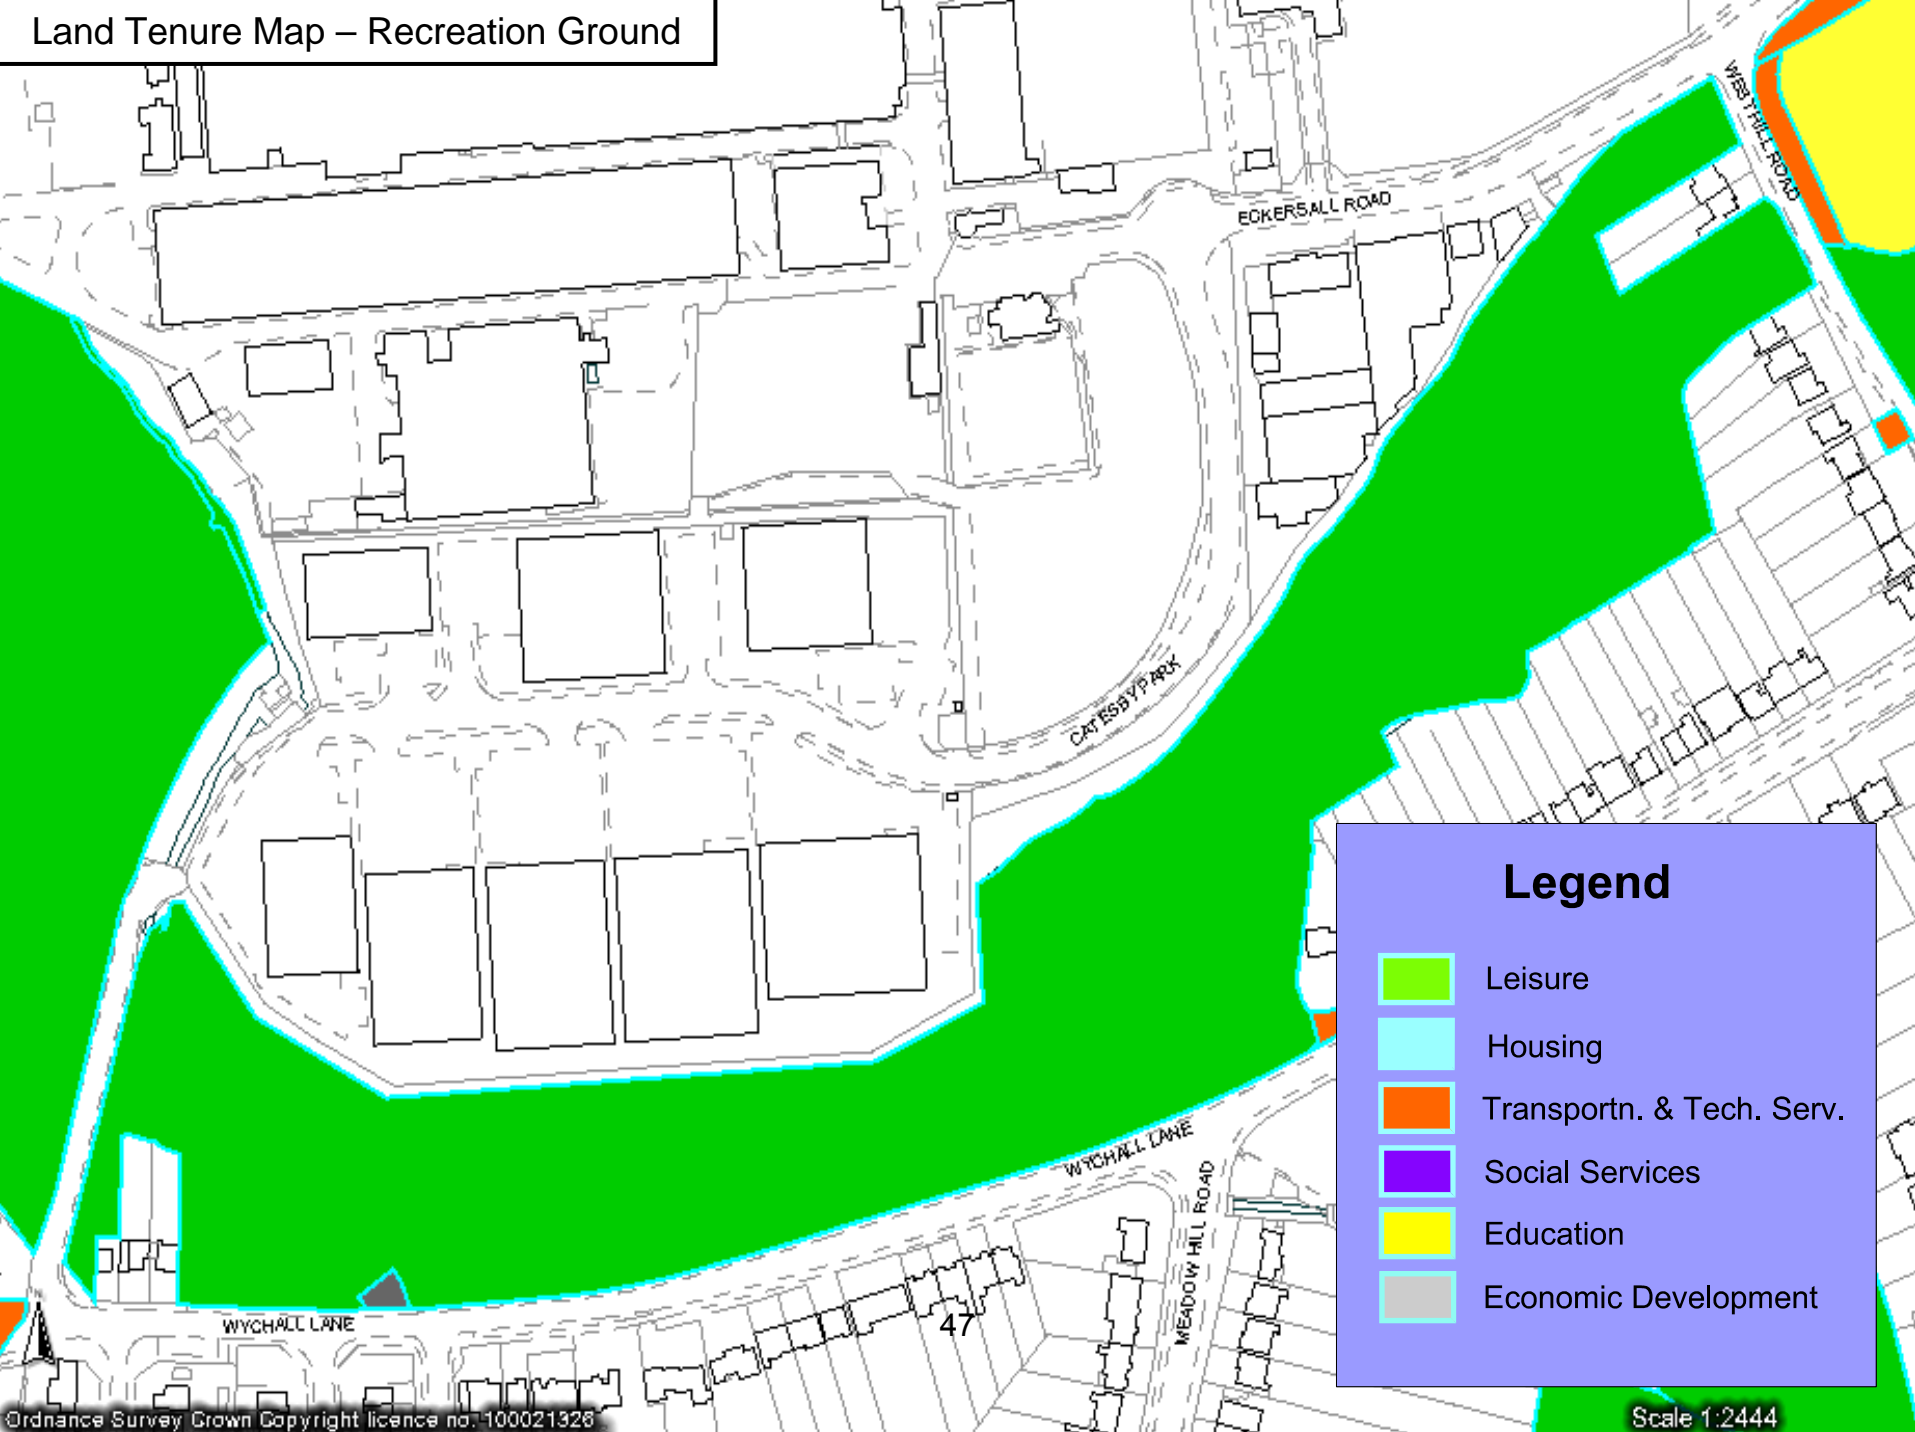 Land Tenure Map – Recreation Ground
WESTHILL ROAD
ECKERSALL ROAD
CATESBY PARK
Legend
Leisure
Housing
Transportn. & Tech. Serv.
Social Services
Education
Economic Development
WYCHALL LANE
MEADOW HILL ROAD
WYCHALL LANE
47
Ordnance Survey Crown Copyright licence no. 100021326
Scale 1:2444